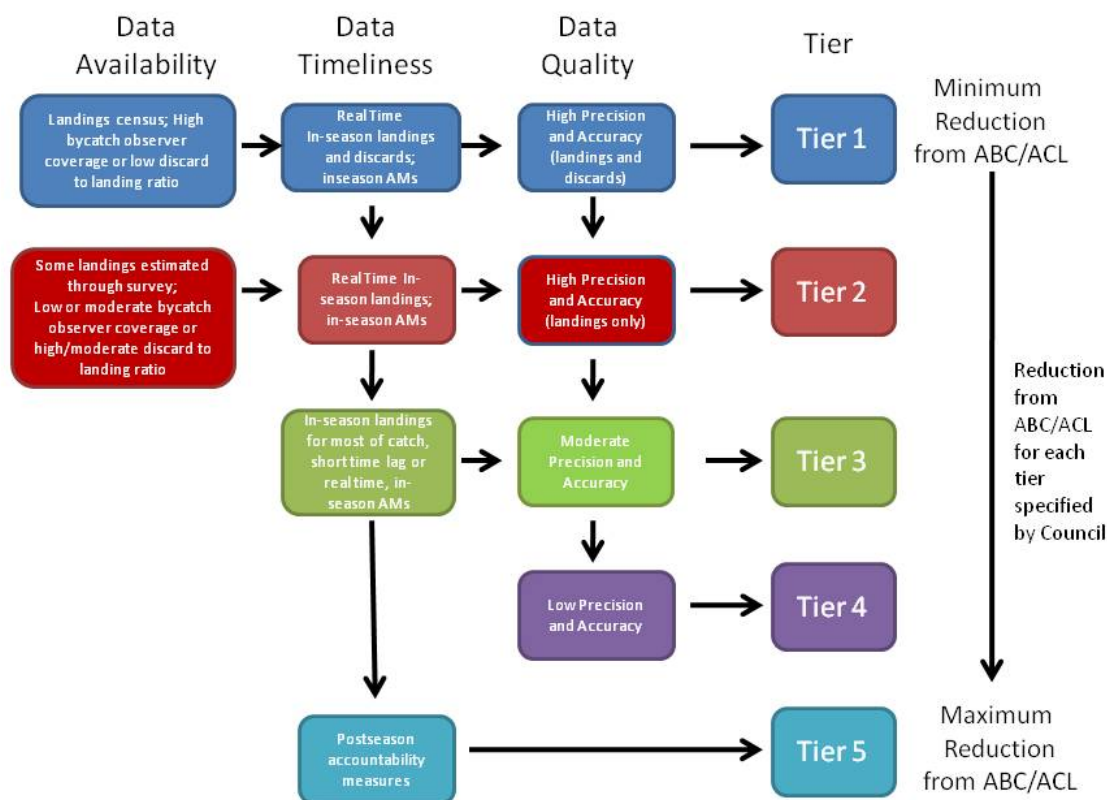 Data
Availability
Data
Timeliness
Data
Quality
Tier
Landings census; High
bycatch observer
coverage or low discard
to landing ratio
Real Time
In-season landings
and discards;
inseason AMs
High Precision
and Accuracy
(landings and
discards)
Tier 1
Minimum
Reduction
from ABC/ACL
Some landings estimated
through survey;
Low or moderate bycatch
observer coverage or
high/moderate discard to
landing ratio
Real Time In-
season landings;
in-season AMs
High Precision
and Accuracy
(landings only)
Tier 2
Reduction
from
ABC/ACL
for each
tier
specified
by Council
In-season landings
for most of catch,
short time lag or
real time, in-
season AMs
Moderate
Precision and
Accuracy
Tier 3
Low Precision
and Accuracy
Tier 4
Postseason
accountability
measures
Tier 5
Maximum
Reduction
from ABC/ACL